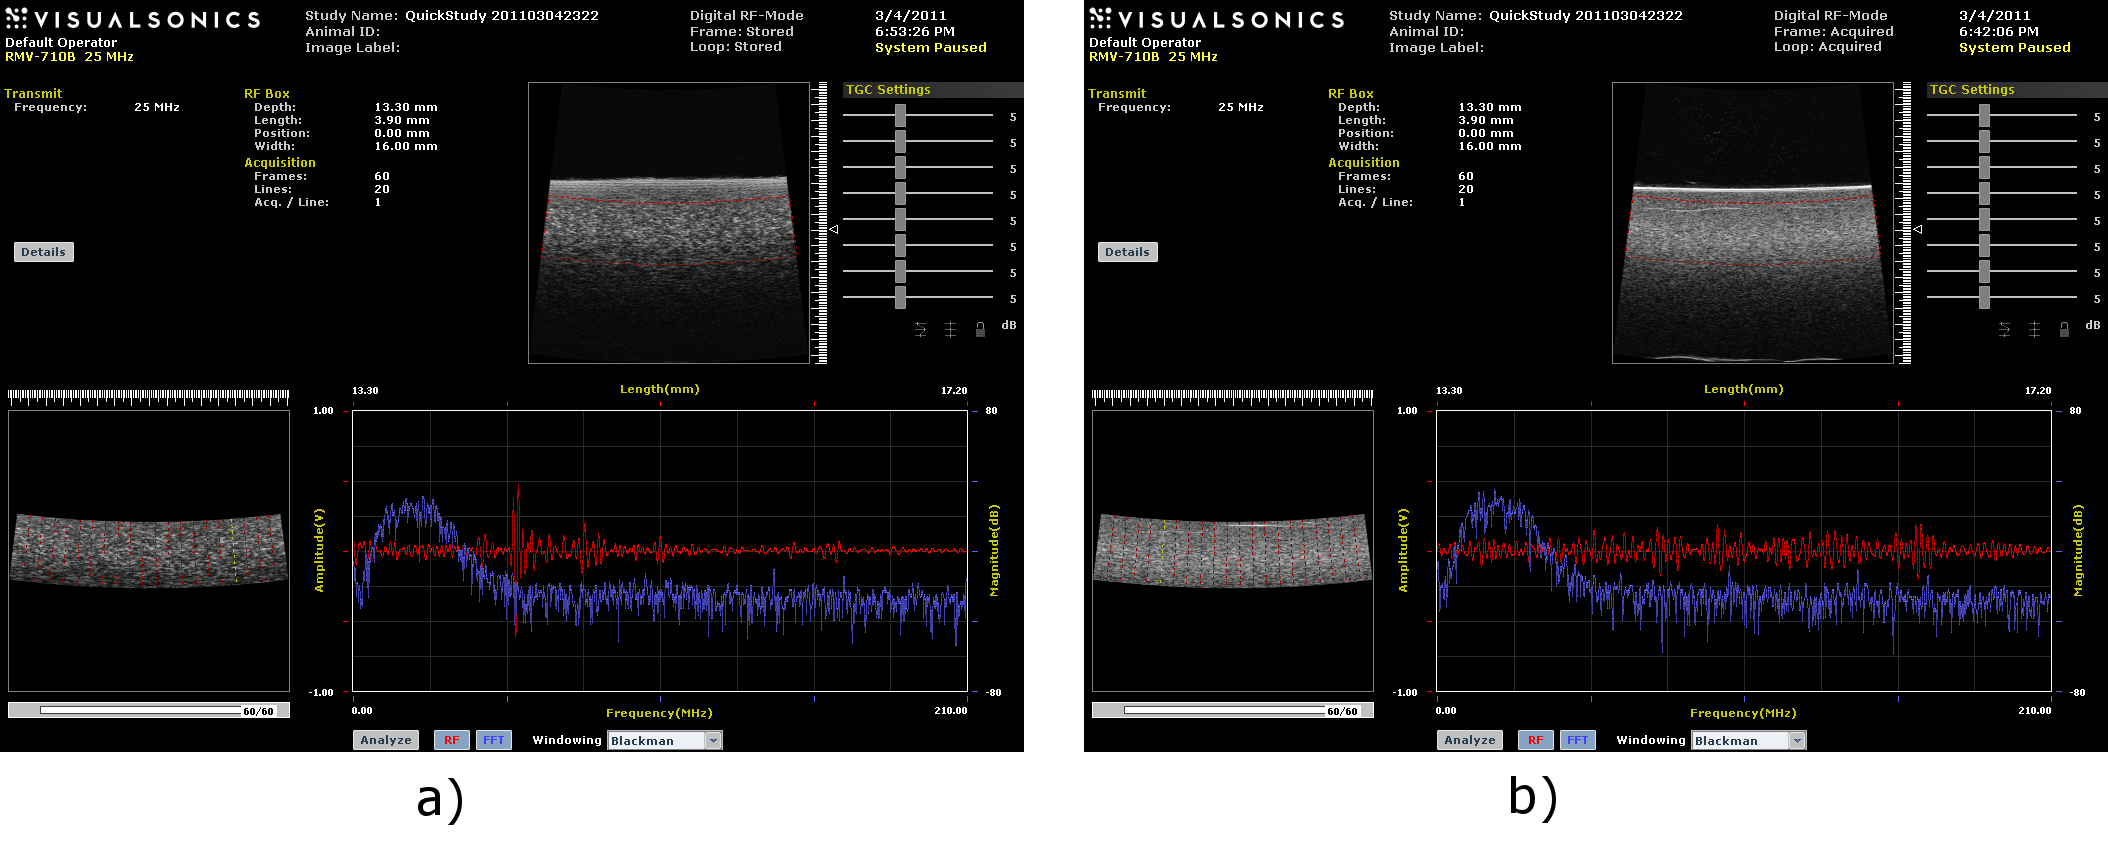 VISUALSONICS
Default Operator
RMV-710B 25 MHz
Study Name: QuickStudy 201103042322
Animal ID:
Image Label:
Digital RF-Mode
Frame: Stored
Loop: Stored
3/4/2011
6:53:26 PM
System Paused
Transmit
Frequency: 25 MHz
RF Box
Depth: 13.30 mm
Length: 3.90 mm
Position: 0.00 mm
Width: 16.00 mm
Acquisition
Frames: 60
Lines: 20
Acq. / Line: 1
Details
TGC Settings
5
5
5
5
5
5
5
5
dB
13.30 Length(mm) 17.20
1.00
80
Amplitude(V)
Magnitude(dB)
-1.00
-80
60/60
0.00 Frequency(MHz) 210.00
Analyze RF FFT Windowing Blackman
a)
VISUALSONICS
Default Operator
RMV-710B 25 MHz
Study Name: QuickStudy 201103042322
Animal ID:
Image Label:
Digital RF-Mode
Frame: Acquired
Loop: Acquired
3/4/2011
6:42:06 PM
System Paused
Transmit
Frequency: 25 MHz
RF Box
Depth: 13.30 mm
Length: 3.90 mm
Position: 0.00 mm
Width: 16.00 mm
Acquisition
Frames: 60
Lines: 20
Acq. / Line: 1
Details
TGC Settings
5
5
5
5
5
5
5
5
dB
13.30 Length(mm) 17.20
1.00
80
Amplitude(V)
Magnitude(dB)
-1.00
-80
60/60
0.00 Frequency(MHz) 210.00
Analyze RF FFT Windowing Blackman
b)